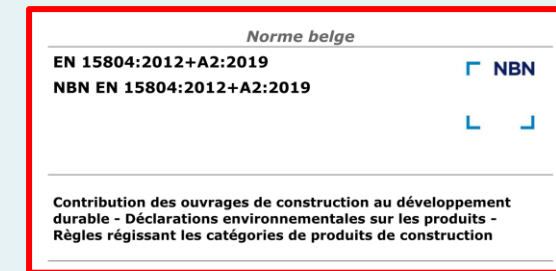 Norme belge
EN 15804:2012+A2:2019
NBN EN 15804:2012+A2:2019
NBN
Contribution des ouvrages de construction au développement
durable - Déclarations environnementales sur les produits -
Règles régissant les catégories de produits de construction